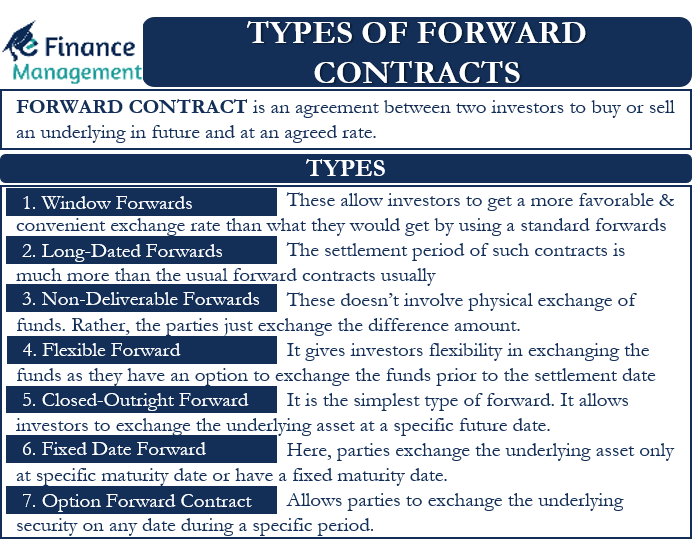 Finance
Management
TYPES OF FORWARD
CONTRACTS
FORWARD CONTRACT is an agreement between two investors to buy or sell
an underlying in future and at an agreed rate.
TYPES
1. Window Forwards These allow investors to get a more favorable &
convenient exchange rate than what they would get by using a standard forwards
2. Long-Dated Forwards The settlement period of such contracts is
much more than the usual forward contracts usually
3. Non-Deliverable Forwards These doesn't involve physical exchange of
funds. Rather, the parties just exchange the difference amount.
4. Flexible Forward It gives investors flexibility in exchanging the
funds as they have an option to exchange the funds prior to the settlement date
5. Closed-Outright Forward It is the simplest type of forward. It allows
investors to exchange the underlying asset at a specific future date.
6. Fixed Date Forward Here, parties exchange the underlying asset only
at specific maturity date or have a fixed maturity date.
7. Option Forward Contract Allows parties to exchange the underlying
security on any date during a specific period.